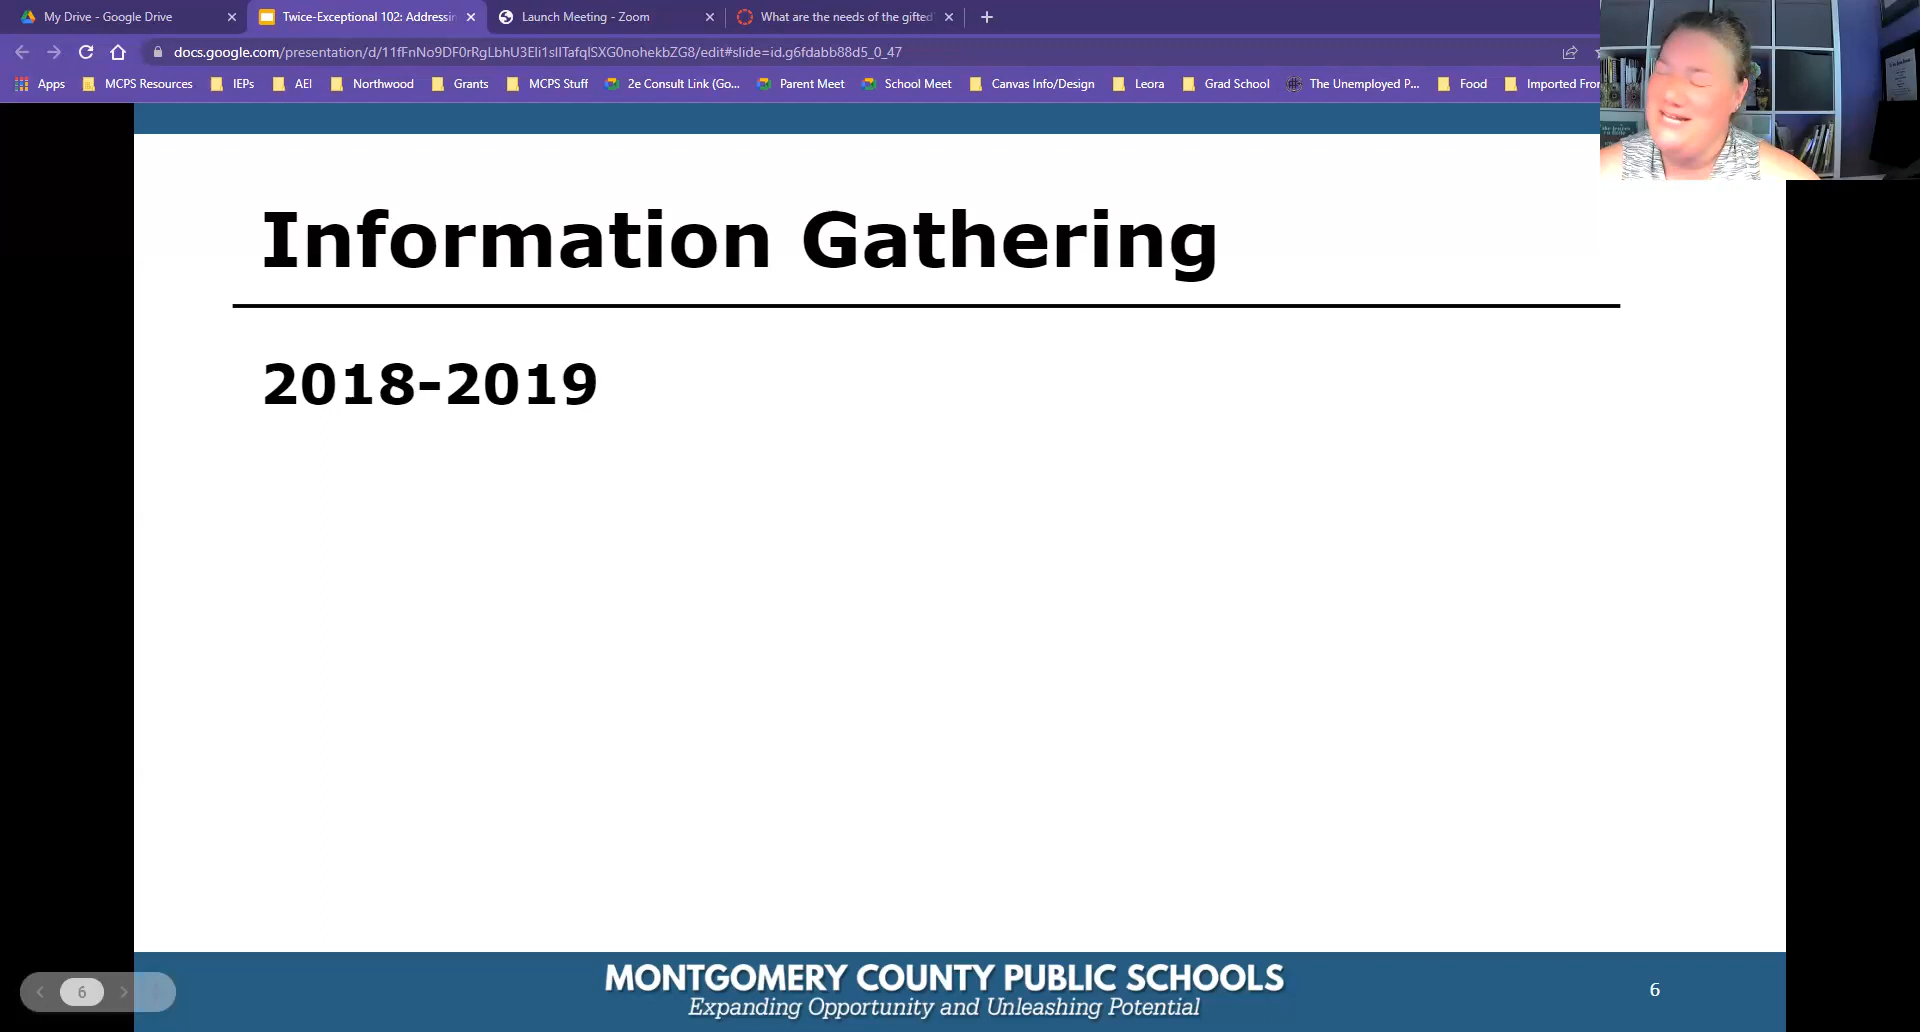 My Drive - Google Drive
Twice-Exceptional 102: Addressin
Launch Meeting - Zoom
What are the needs of the gifted
docs.google.com/presentation/d/11fFnNo9DF0rRgLbhU3Eli1sIlTafqlSXG0nohekbZG8/edit#slide=id.g6fdabb88d5_0_47
Apps MCPS Resources IEPs AEI Northwood Grants MCPS Stuff 2e Consult Link (Go... Parent Meet School Meet Canvas Info/Design Leora Grad School The Unemployed P... Food Imported Fro
Information Gathering
2018-2019
MONTGOMERY COUNTY PUBLIC SCHOOLS
Expanding Opportunity and Unleashing Potential
6
6